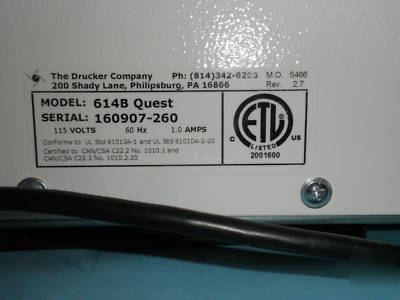 The Drucker Company Ph: (814)342-6205 M.O. 5466
200 Shady Lane, Philipsburg, PA 16866 Rev. 2.7
MODEL: 614B Quest
SERIAL: 160907-260
115 VOLTS 60 Hz 1.0 AMPS
Conforms to UL Std 61010A-1 and UL Std 61010A-2-20
Certified to CAN/CSA C22.2 No. 1010.1 and
CAN/CSA C22.2 No. 1010.2.20
ETL
C US
LISTED
2001600